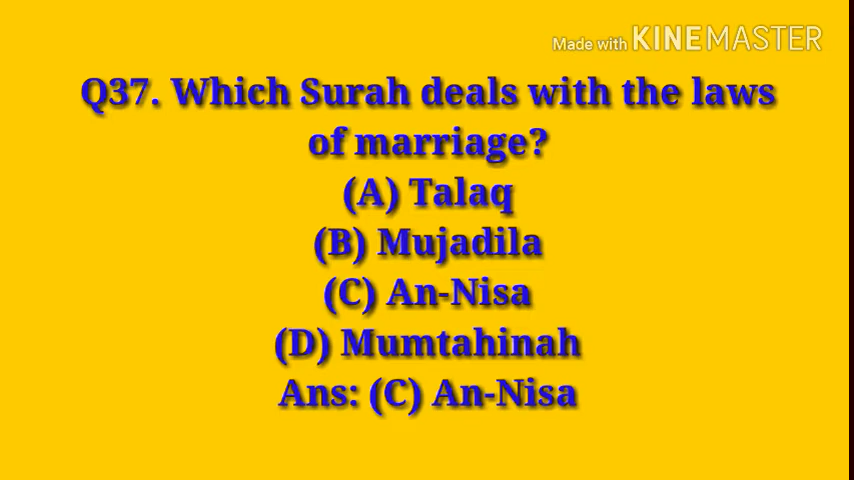 Made with KINEMASTER
Q37. Which Surah deals with the laws
of marriage?
(A) Talaq
(B) Mujadila
(C) An-Nisa
(D) Mumtahinah
Ans: (C) An-Nisa